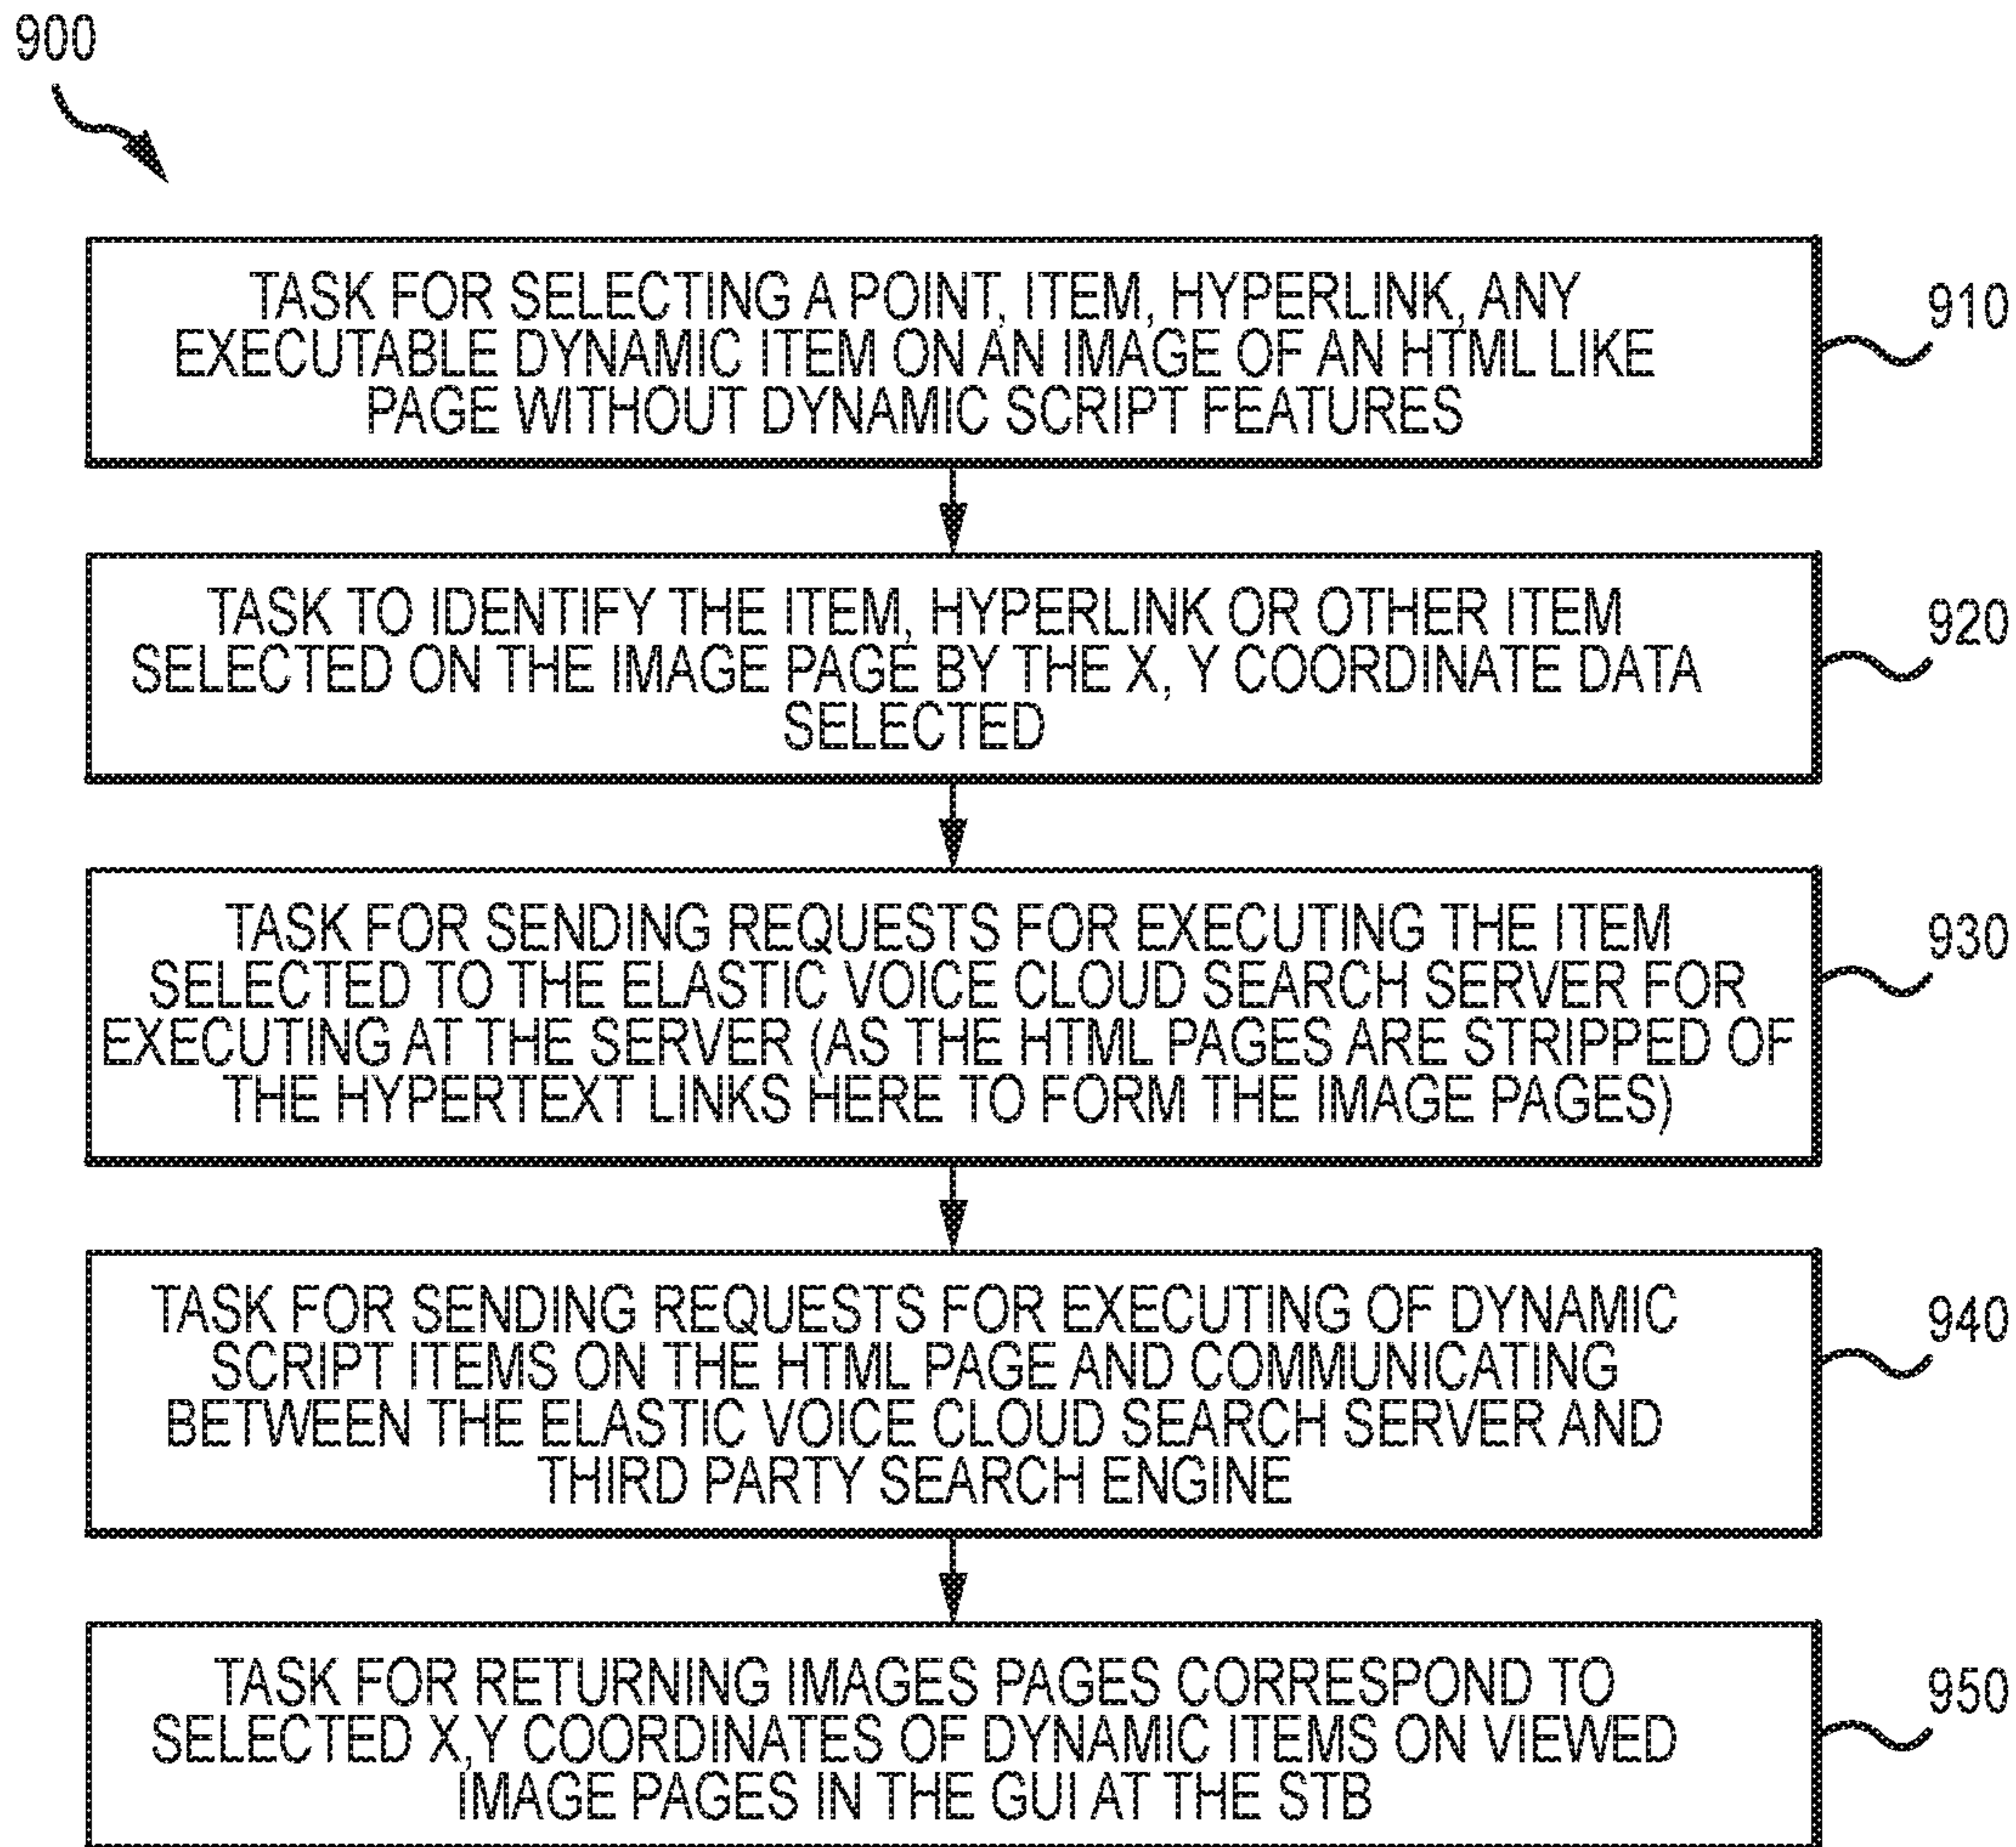 900
TASK FOR SELECTING A POINT, ITEM, HYPERLINK, ANY
EXECUTABLE DYNAMIC ITEM ON AN IMAGE OF AN HTML LIKE
PAGE WITHOUT DYNAMIC SCRIPT FEATURES
910
TASK TO IDENTIFY THE ITEM, HYPERLINK OR OTHER ITEM
SELECTED ON THE IMAGE PAGE BY THE X, Y COORDINATE DATA
SELECTED
920
TASK FOR SENDING REQUESTS FOR EXECUTING THE ITEM
SELECTED TO THE ELASTIC VOICE CLOUD SEARCH SERVER FOR
EXECUTING AT THE SERVER (AS THE HTML PAGES ARE STRIPPED OF
THE HYPERTEXT LINKS HERE TO FORM THE IMAGE PAGES)
930
TASK FOR SENDING REQUESTS FOR EXECUTING OF DYNAMIC
SCRIPT ITEMS ON THE HTML PAGE AND COMMUNICATING
BETWEEN THE ELASTIC VOICE CLOUD SEARCH SERVER AND
THIRD PARTY SEARCH ENGINE
940
TASK FOR RETURNING IMAGES PAGES CORRESPOND TO
SELECTED X,Y COORDINATES OF DYNAMIC ITEMS ON VIEWED
IMAGE PAGES IN THE GUI AT THE STB
950